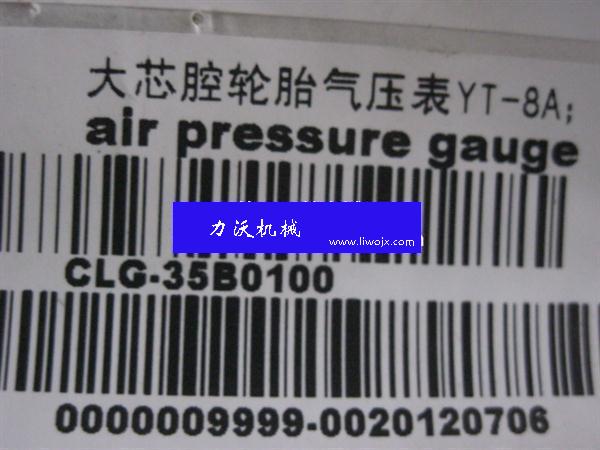 大芯腔轮胎气压表YT-8A;
air pressure gauge
力沃机械
www.liwojx.com
CLG-35B0100
0000009999-0020120706